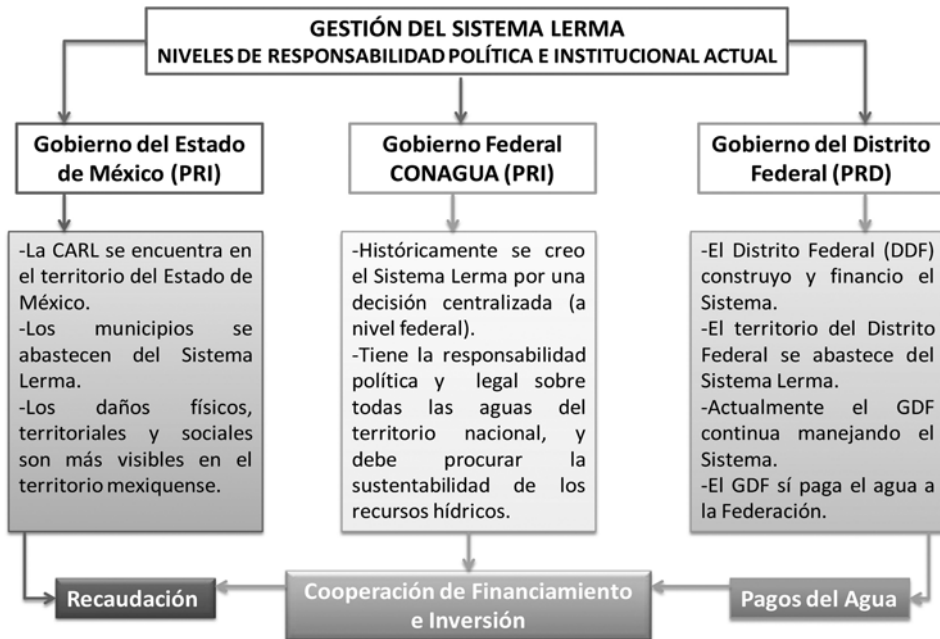 GESTIÓN DEL SISTEMA LERMA
NIVELES DE RESPONSABILIDAD POLÍTICA E INSTITUCIONAL ACTUAL
Gobierno del Estado
de México (PRI)
-La CARL se encuentra en
el territorio del Estado de
México.
-Los municipios se
abastecen del Sistema
Lerma.
-Los daños físicos,
territoriales y sociales
son más visibles en el
territorio mexiquense.
Gobierno Federal
CONAGUA (PRI)
-Históricamente se creo
el Sistema Lerma por una
decisión centralizada (a
nivel federal).
-Tiene la responsabilidad
política y legal sobre
todas las aguas del
territorio nacional, y
debe procurar la
sustentabilidad de los
recursos hídricos.
Gobierno del Distrito
Federal (PRD)
-El Distrito Federal (DDF)
construyo y financio el
Sistema.
-El territorio del Distrito
Federal se abastece del
Sistema Lerma.
-Actualmente el GDF
continua manejando el
Sistema.
-El GDF sí paga el agua a
la Federación.
Recaudación
Cooperación de Financiamiento
e Inversión
Pagos del Agua